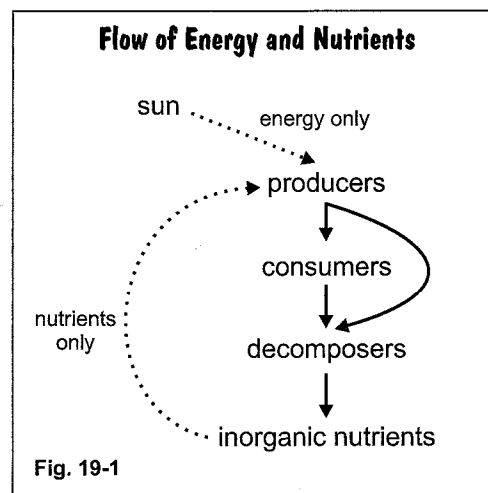 Flow of Energy and Nutrients
sun
energy only
producers
consumers
nutrients
only
decomposers
inorganic nutrients
Fig. 19-1